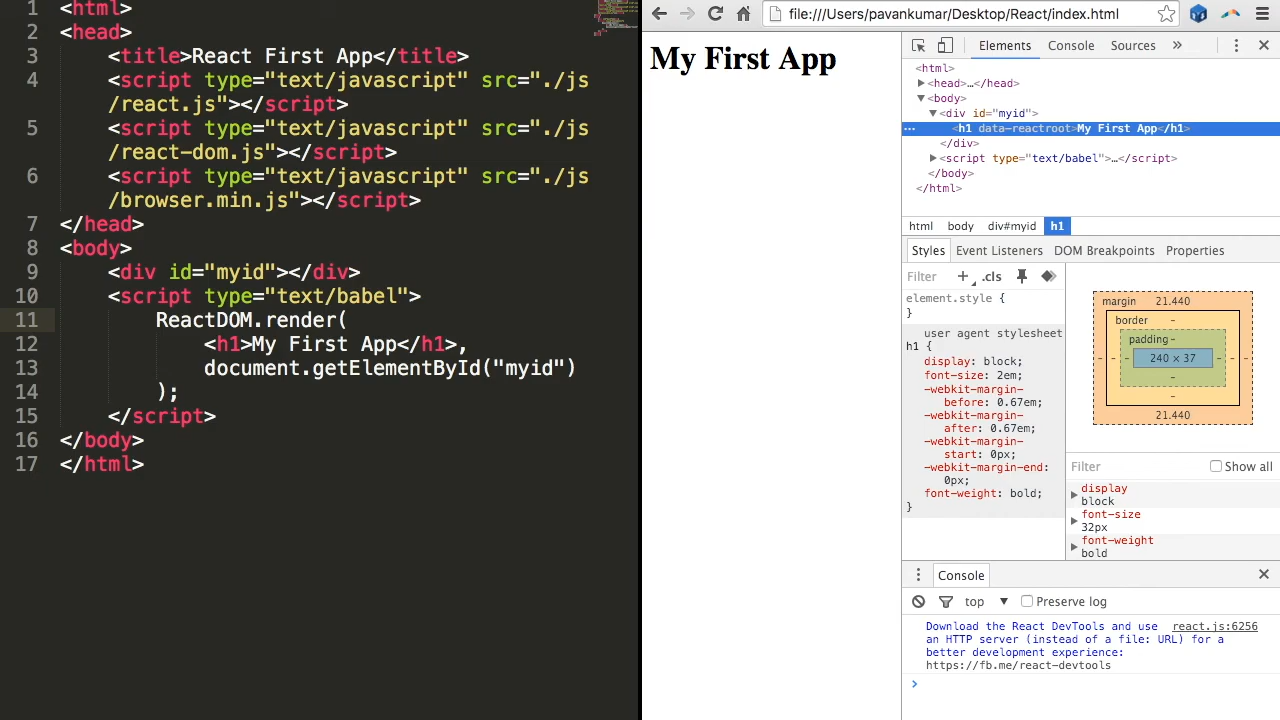 1 <html>
2 <head>
3 <title>React First App</title>
4 <script type="text/javascript" src="./js
/react.js"></script>
5 <script type="text/javascript" src="./js
/react-dom.js"></script>
6 <script type="text/javascript" src="./js
/browser.min.js"></script>
7 </head>
8 <body>
9 <div id="myid"></div>
10 <script type="text/babel">
11 ReactDOM.render(
12 <h1>My First App</h1>,
13 document.getElementById("myid")
14 );
15 </script>
16 </body>
17 </html>
file:///Users/pavankumar/Desktop/React/index.html
My First App
Elements Console Sources »
<html>
<head>…</head>
<body>
<div id="myid">
… <h1 data-reactroot>My First App</h1>
</div>
<script type="text/babel">…</script>
</body>
</html>
html body div#myid h1
Styles Event Listeners DOM Breakpoints Properties
Filter + .cls
element.style {
}
user agent stylesheet
h1 {
display: block;
font-size: 2em;
-webkit-margin-
before: 0.67em;
-webkit-margin-
after: 0.67em;
-webkit-margin-
start: 0px;
-webkit-margin-end:
0px;
font-weight: bold;
}
margin 21.440
border -
padding -
- - - 240 × 37 - - -
-
-
21.440
Filter Show all
display
block
font-size
32px
font-weight
bold
Console
top ▼ Preserve log
Download the React DevTools and use react.js:6256
an HTTP server (instead of a file: URL) for a
better development experience:
https://fb.me/react-devtools
>